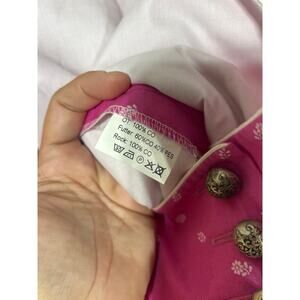 OT: 100% CO
Futter: 60%CO 40% PES
Rock: 100% CO